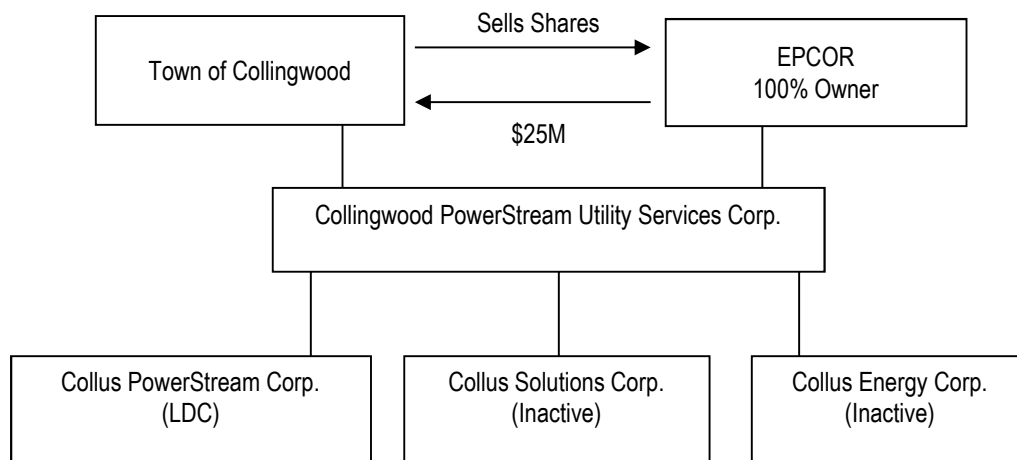 Sells Shares
Town of Collingwood
EPCOR
100% Owner
$25M
Collingwood PowerStream Utility Services Corp.
Collus PowerStream Corp.
(LDC)
Collus Solutions Corp.
(Inactive)
Collus Energy Corp.
(Inactive)